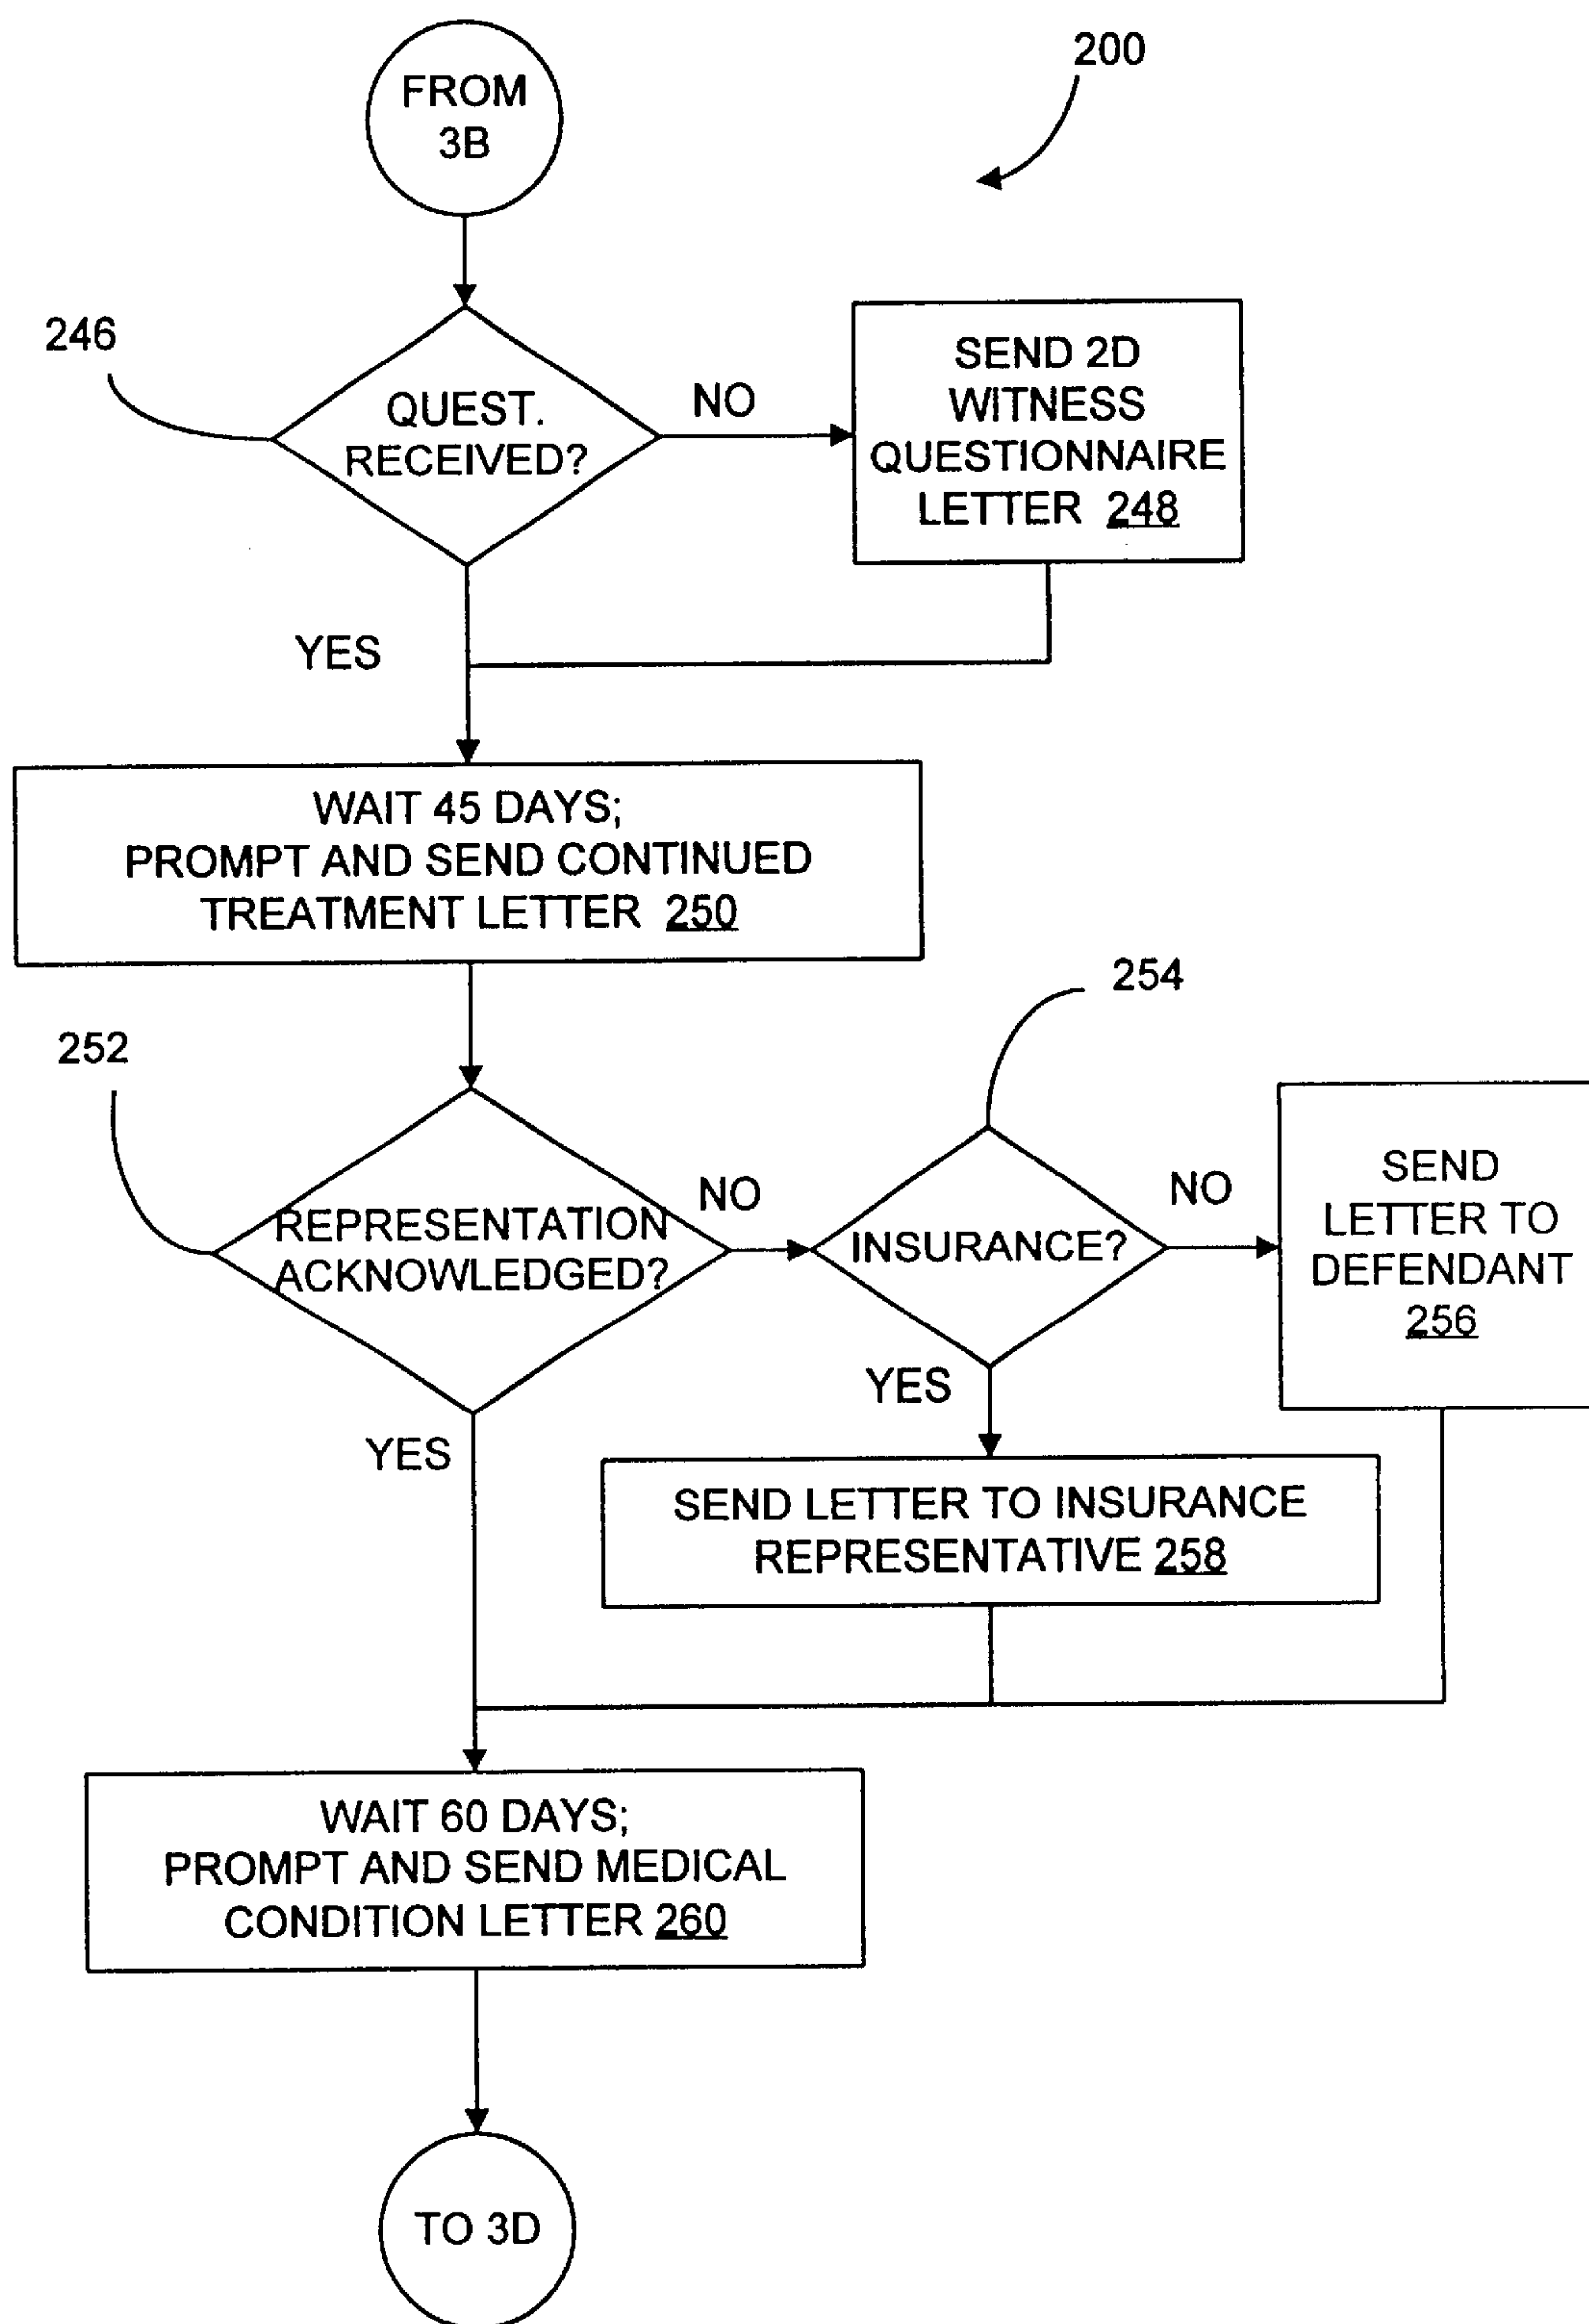 FROM
3B
200
246
QUEST.
RECEIVED?
NO
SEND 2D
WITNESS
QUESTIONNAIRE
LETTER 248
YES
WAIT 45 DAYS;
PROMPT AND SEND CONTINUED
TREATMENT LETTER 250
252
254
REPRESENTATION
ACKNOWLEDGED?
NO
INSURANCE?
NO
SEND
LETTER TO
DEFENDANT
256
YES
YES
SEND LETTER TO INSURANCE
REPRESENTATIVE 258
WAIT 60 DAYS;
PROMPT AND SEND MEDICAL
CONDITION LETTER 260
TO 3D